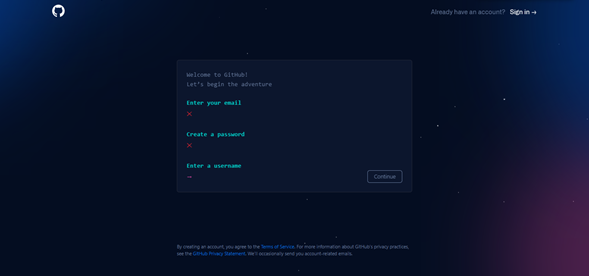 Already have an account? Sign in →
Welcome to GitHub!
Let's begin the adventure
Enter your email
Create a password
Enter a username
Continue
By creating an account, you agree to the Terms of Service. For more information about GitHub's privacy practices,
see the GitHub Privacy Statement. We'll occasionally send you account-related emails.